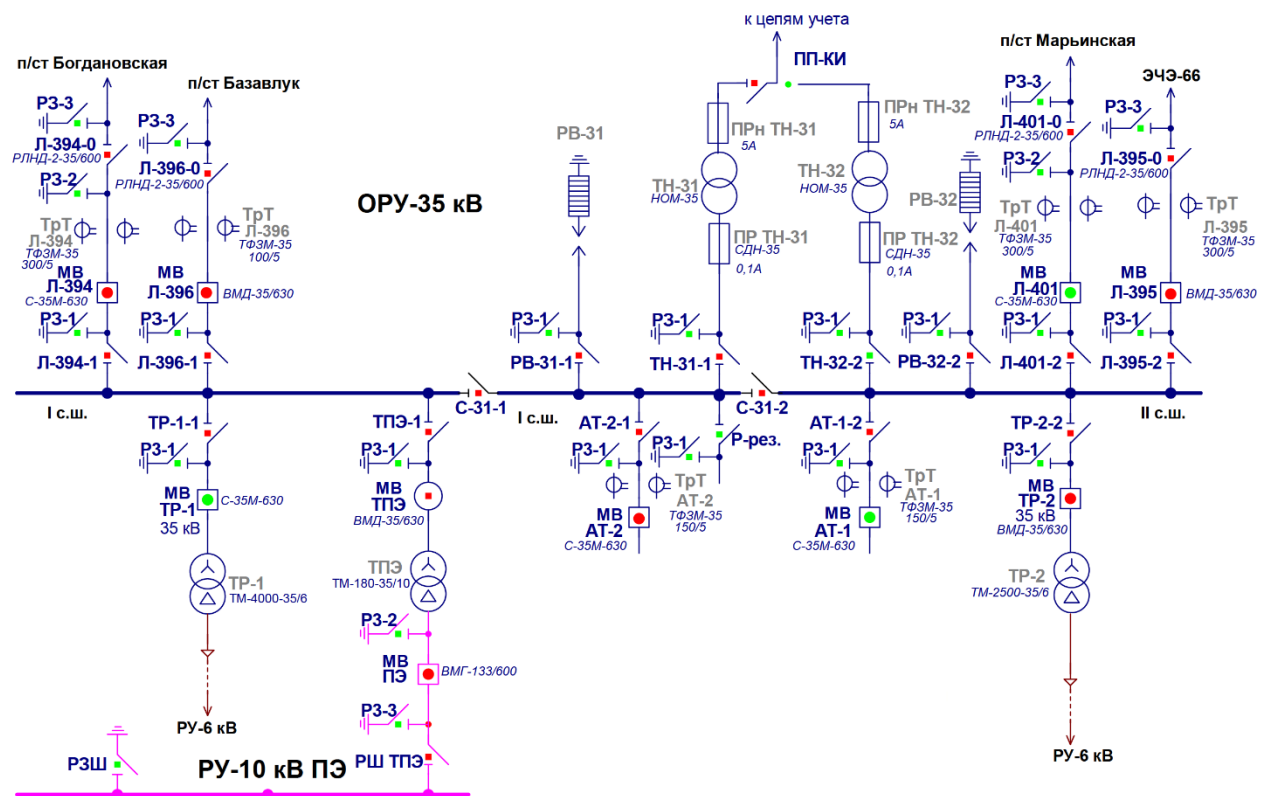 к цепям учета
ПП-КИ
п/ст Богдановская
п/ст Базавлук
п/ст Марьинская
ЭЧЭ-66
РЗ-3
Л-394-0
РЛНД-2-35/600
РЗ-2
ТрТ
Л-394
ТФЗМ-35
300/5
МВ
Л-394
С-35М-630
РЗ-1
Л-394-1
РЗ-3
Л-396-0
РЛНД-2-35/600
ТрТ
Л-396
ТФЗМ-35
100/5
МВ
Л-396
ВМД-35/630
РЗ-1
Л-396-1
ОРУ-35 кВ
РВ-31
РЗ-1
РВ-31-1
ПРн ТН-31
5А
ТН-31
НОМ-35
ПР ТН-31
СДН-35
0,1А
РЗ-1
ТН-31-1
ПРн ТН-32
5А
ТН-32
НОМ-35
ПР ТН-32
СДН-35
0,1А
РЗ-1
ТН-32-2
РВ-32
РЗ-1
РВ-32-2
РЗ-3
Л-401-0
РЛНД-2-35/600
РЗ-2
ТрТ
Л-401
ТФЗМ-35
300/5
МВ
Л-401
С-35М-630
РЗ-1
Л-401-2
РЗ-3
Л-395-0
РЛНД-2-35/600
ТрТ
Л-395
ТФЗМ-35
300/5
МВ
Л-395
ВМД-35/630
РЗ-1
Л-395-2
I с.ш.
С-31-1
I с.ш.
С-31-2
II с.ш.
ТР-1-1
РЗ-1
МВ
ТР-1
35 кВ
С-35М-630
ТР-1
ТМ-4000-35/6
РУ-6 кВ
ТПЭ-1
РЗ-1
МВ
ТПЭ
ВМД-35/630
ТПЭ
ТМ-180-35/10
РЗ-2
МВ
ПЭ
ВМГ-133/600
РЗ-3
РШ ТПЭ
АТ-2-1
РЗ-1
ТрТ
АТ-2
ТФЗМ-35
150/5
МВ
АТ-2
С-35М-630
Р-рез.
РЗ-1
АТ-1-2
РЗ-1
ТрТ
АТ-1
ТФЗМ-35
150/5
МВ
АТ-1
С-35М-630
ТР-2-2
РЗ-1
МВ
ТР-2
35 кВ
ВМД-35/630
ТР-2
ТМ-2500-35/6
РУ-6 кВ
РЗШ
РУ-10 кВ ПЭ